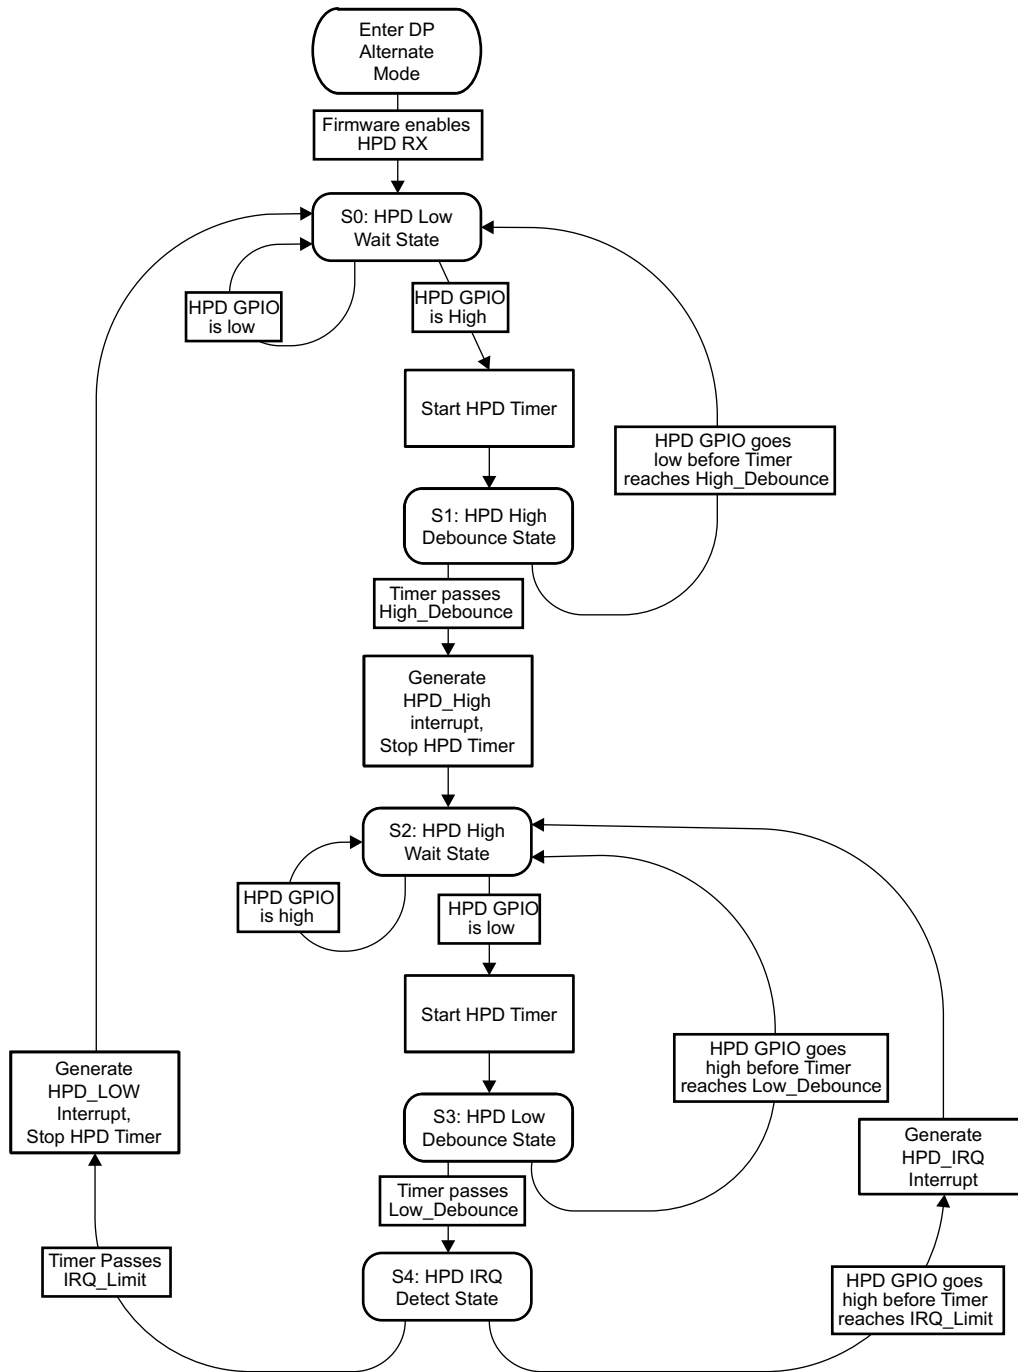 Enter DP
Alternate
Mode
Firmware enables
HPD RX
S0: HPD Low
Wait State
HPD GPIO
is low
HPD GPIO
is High
Start HPD Timer
HPD GPIO goes
low before Timer
reaches High_Debounce
S1: HPD High
Debounce State
Timer passes
High_Debounce
Generate
HPD_High
interrupt,
Stop HPD Timer
S2: HPD High
Wait State
HPD GPIO
is high
HPD GPIO
is low
Start HPD Timer
HPD GPIO goes
high before Timer
reaches Low_Debounce
Generate
HPD_LOW
Interrupt,
Stop HPD Timer
S3: HPD Low
Debounce State
Generate
HPD_IRQ
Interrupt
Timer passes
Low_Debounce
Timer Passes
IRQ_Limit
S4: HPD IRQ
Detect State
HPD GPIO goes
high before Timer
reaches IRQ_Limit